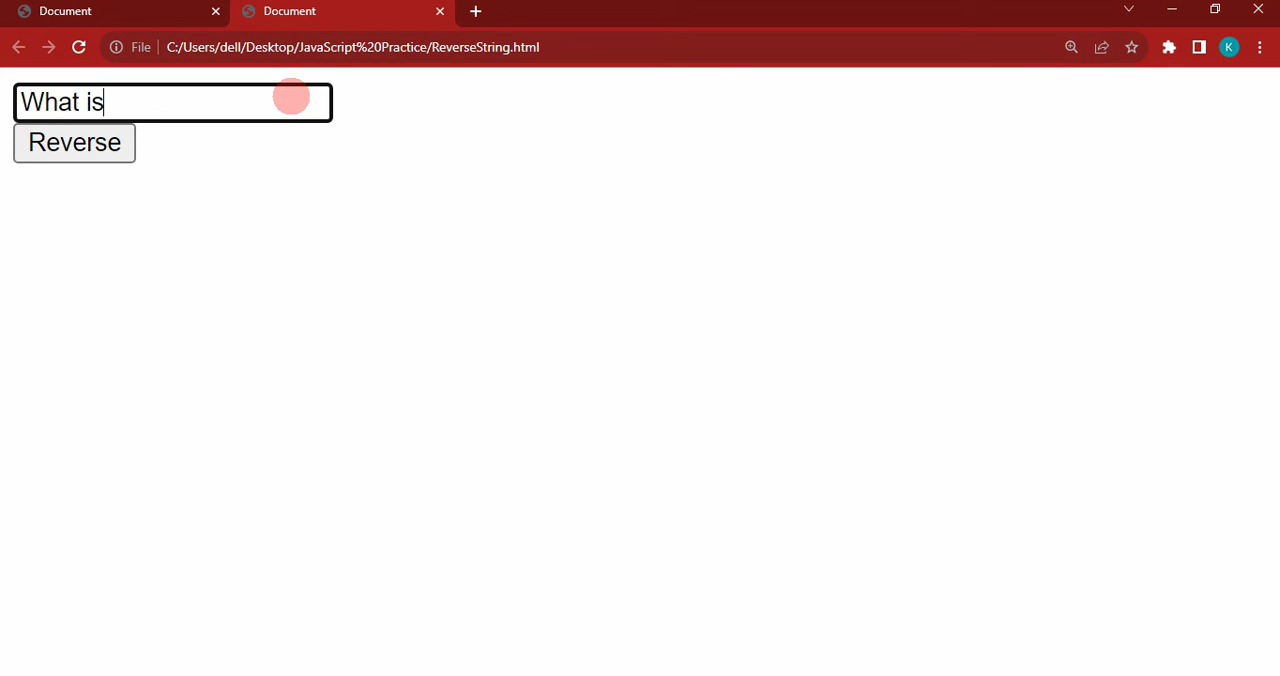 Document
Document
File
C:/Users/dell/Desktop/JavaScript%20Practice/ReverseString.html
K
What is
Reverse